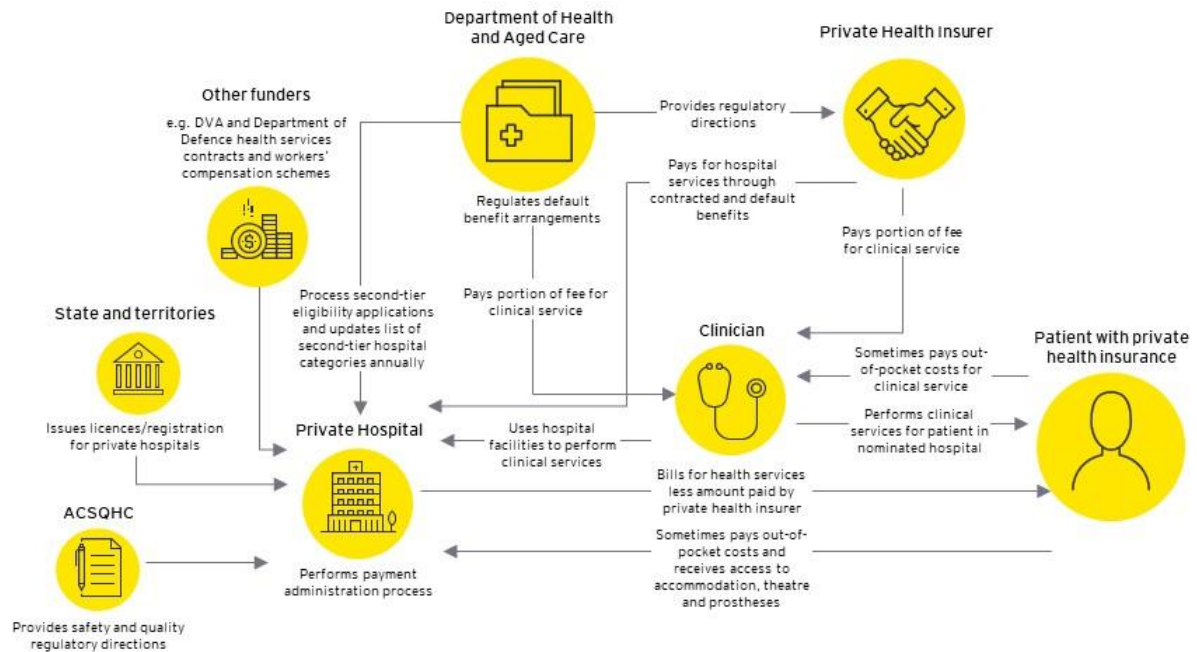 Department of Health
and Aged Care
Private Health Insurer
Other funders
e.g. DVA and Department of
Defence health services
contracts and workers'
compensation schemes
Provides regulatory
directions
Pays for hospital
services through
contracted and default
benefits
Regulates default
benefit arrangements
Pays portion of fee
for clinical service
Process second-tier
eligibility applications
and updates list of
second-tier hospital
categories annually
Pays portion of fee for
clinical service
State and territories
Clinician
Patient with private
health insurance
Sometimes pays out-
of-pocket costs for
clinical service
Issues licences/registration
for private hospitals
Private Hospital
Uses hospital
facilities to perform
clinical services
Performs clinical
services for patient in
nominated hospital
Bills for health services
less amount paid by
private health insurer
ACSQHC
Sometimes pays out-of-
pocket costs and
receives access to
accommodation, theatre
and prostheses
Performs payment
administration process
Provides safety and quality
regulatory directions